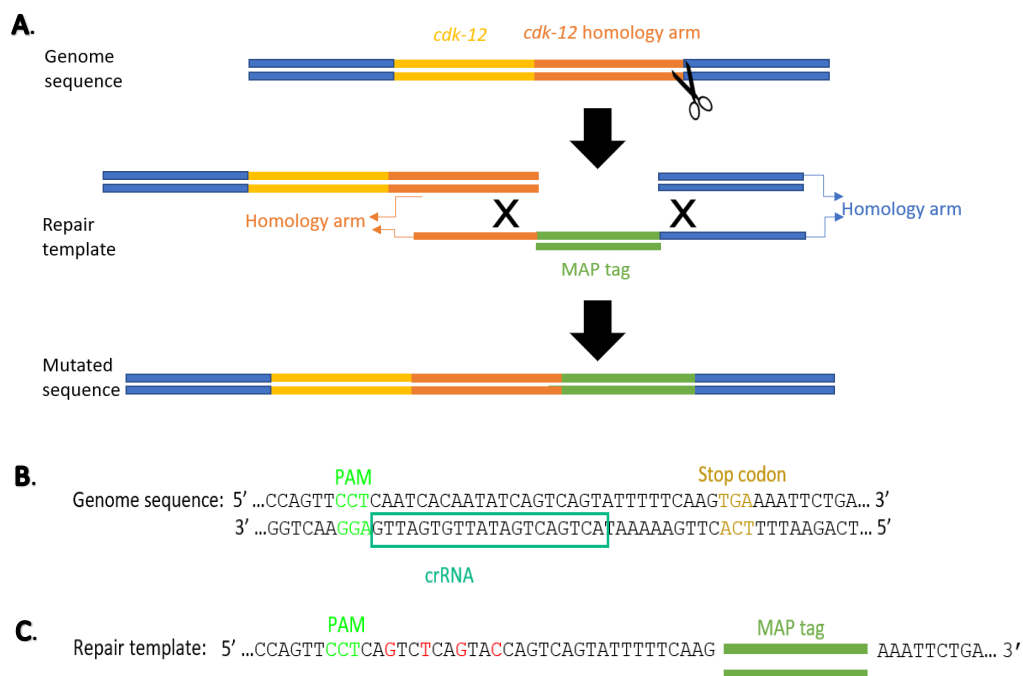 A.
cdk-12 cdk-12 homology arm
Genome
sequence
Homology arm
Homology arm
Repair
template
X X
MAP tag
Mutated
sequence
B.
PAM Stop codon
Genome sequence: 5’ …CCAGTTCCTCAATCACAATATCAGTCAGTATTTTTCAAGTGAAAATTCTGA… 3’
3’ …GGTCAAGGAGTTAGTGTTATAGTCAGTCATAAAAAGTTCACTTTTAAGACT… 5’
crRNA
C.
PAM MAP tag
Repair template: 5’ …CCAGTTCCTCAGTCTCAGTACCAGTCAGTATTTTTCAAG AAATTCTGA… 3’